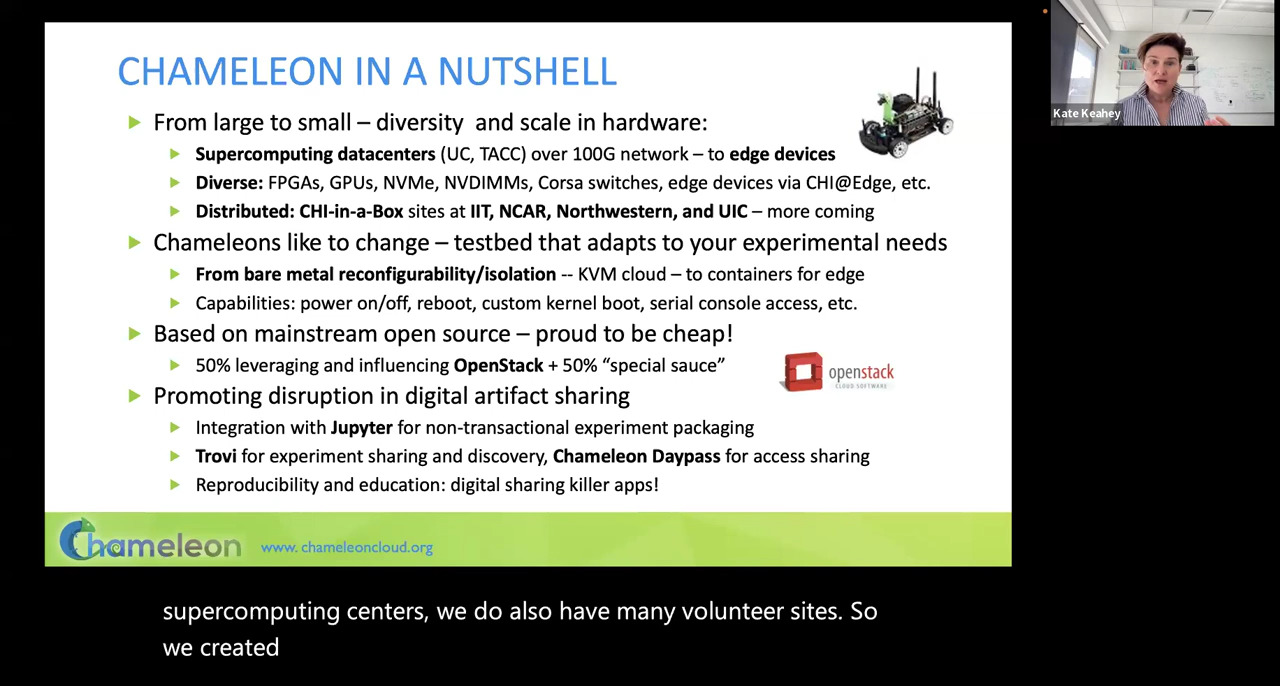 CHAMELEON IN A NUTSHELL
From large to small – diversity and scale in hardware:
Supercomputing datacenters (UC, TACC) over 100G network – to edge devices
Diverse: FPGAs, GPUs, NVMe, NVDIMMs, Corsa switches, edge devices via CHI@Edge, etc.
Distributed: CHI-in-a-Box sites at IIT, NCAR, Northwestern, and UIC – more coming
Chameleons like to change – testbed that adapts to your experimental needs
From bare metal reconfigurability/isolation -- KVM cloud – to containers for edge
Capabilities: power on/off, reboot, custom kernel boot, serial console access, etc.
Based on mainstream open source – proud to be cheap!
50% leveraging and influencing OpenStack + 50% “special sauce”
openstack
CLOUD SOFTWARE
Promoting disruption in digital artifact sharing
Integration with Jupyter for non-transactional experiment packaging
Trovi for experiment sharing and discovery, Chameleon Daypass for access sharing
Reproducibility and education: digital sharing killer apps!
Chameleon
www. chameleoncloud.org
Kate Keahey
supercomputing centers, we do also have many volunteer sites. So
we created